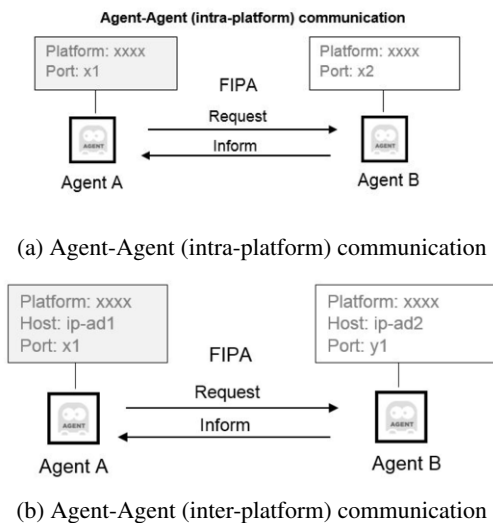 Agent-Agent (intra-platform) communication
Platform: xxxx
Port: x1
Platform: xxxx
Port: x2
FIPA
Request
Inform
AGENT
AGENT
Agent A
Agent B
(a) Agent-Agent (intra-platform) communication
Platform: xxxx
Host: ip-ad1
Port: x1
Platform: xxxx
Host: ip-ad2
Port: y1
FIPA
Request
Inform
AGENT
AGENT
Agent A
Agent B
(b) Agent-Agent (inter-platform) communication